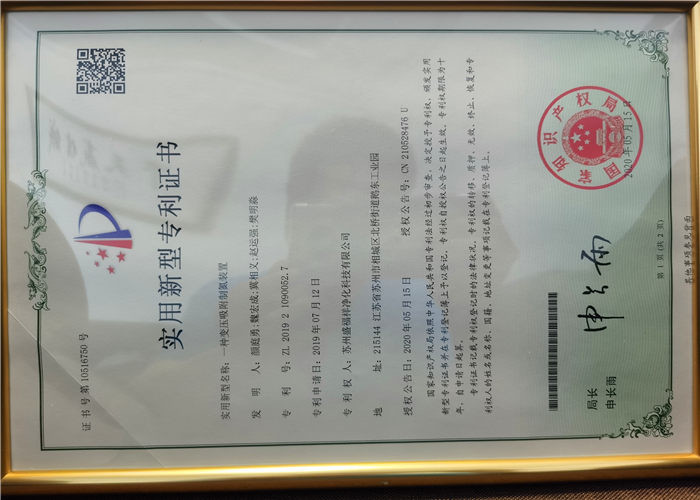 证书号第10516750号
实用新型专利证书
实用新型名称：一种变压吸附制氮装置
发明人：颜庭勇;魏宏成;冀相文;赵运强;樊明淼
专利号：ZL 2019 2 1090052.7
专利申请日：2019年07月12日
专利权人：苏州盛福祥净化科技有限公司
地址：215144 江苏省苏州市相城区北桥街道鹅东工业园
授权公告日：2020年05月15日
授权公告号：CN 210528476 U
国家知识产权局依照中华人民共和国专利法经过初步审查，决定授予专利权，颁发实用
新型专利证书并在专利登记簿上予以登记。专利权自授权公告之日起生效。专利权期限为十
年，自申请日起算。
专利证书记载专利权登记时的法律状况。专利权的转移、质押、无效、终止、恢复和专
利权人的姓名或名称、国籍、地址变更等事项记载在专利登记簿上。
局长
申长雨
申长雨
国家知识产权局
2020年05月15日
第 1 页 (共 2 页)
其他事项参见背面